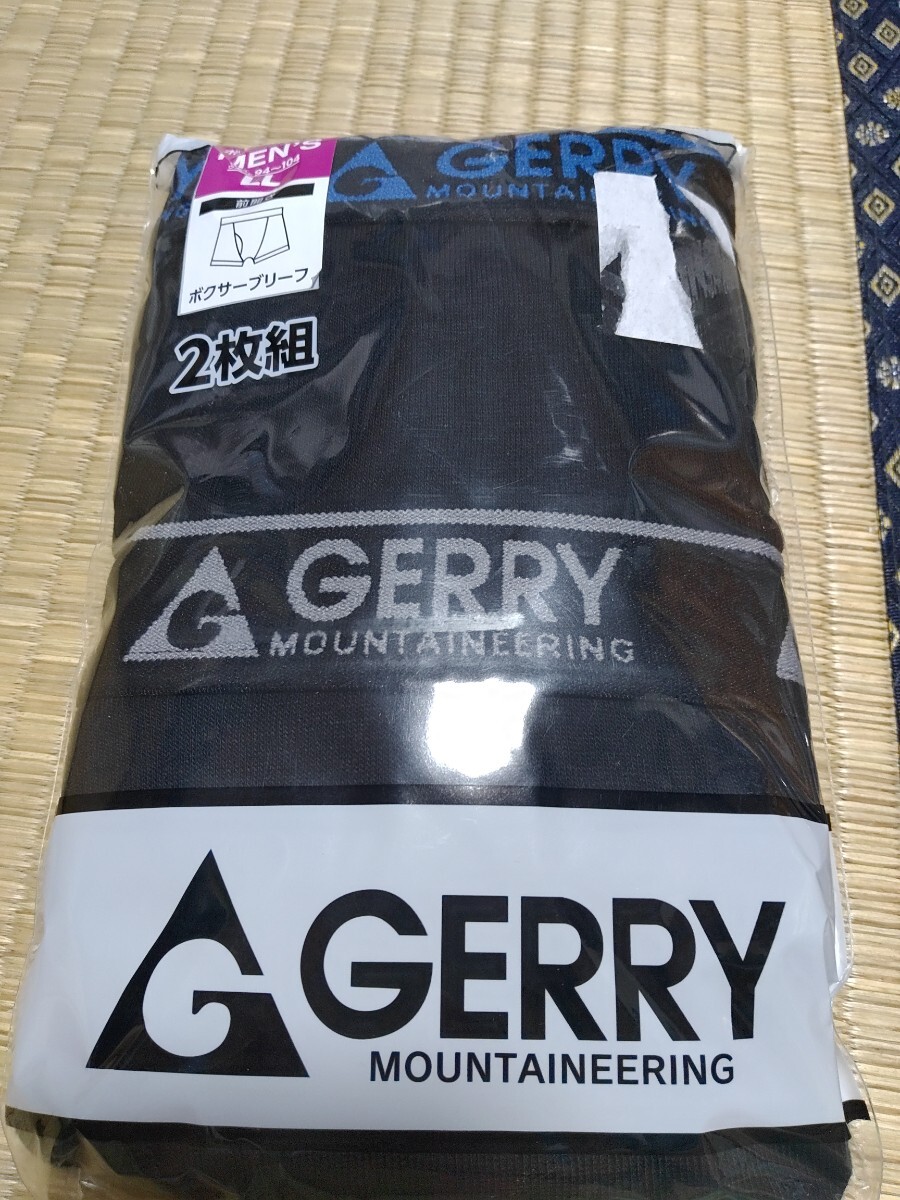 MEN'S
94~104
LL
前開き
ボクサーブリーフ
2枚組
GERRY
MOUNTAINEERING
G GERRY
MOUNTAINEERING
G GERRY
MOUNTAINEERING